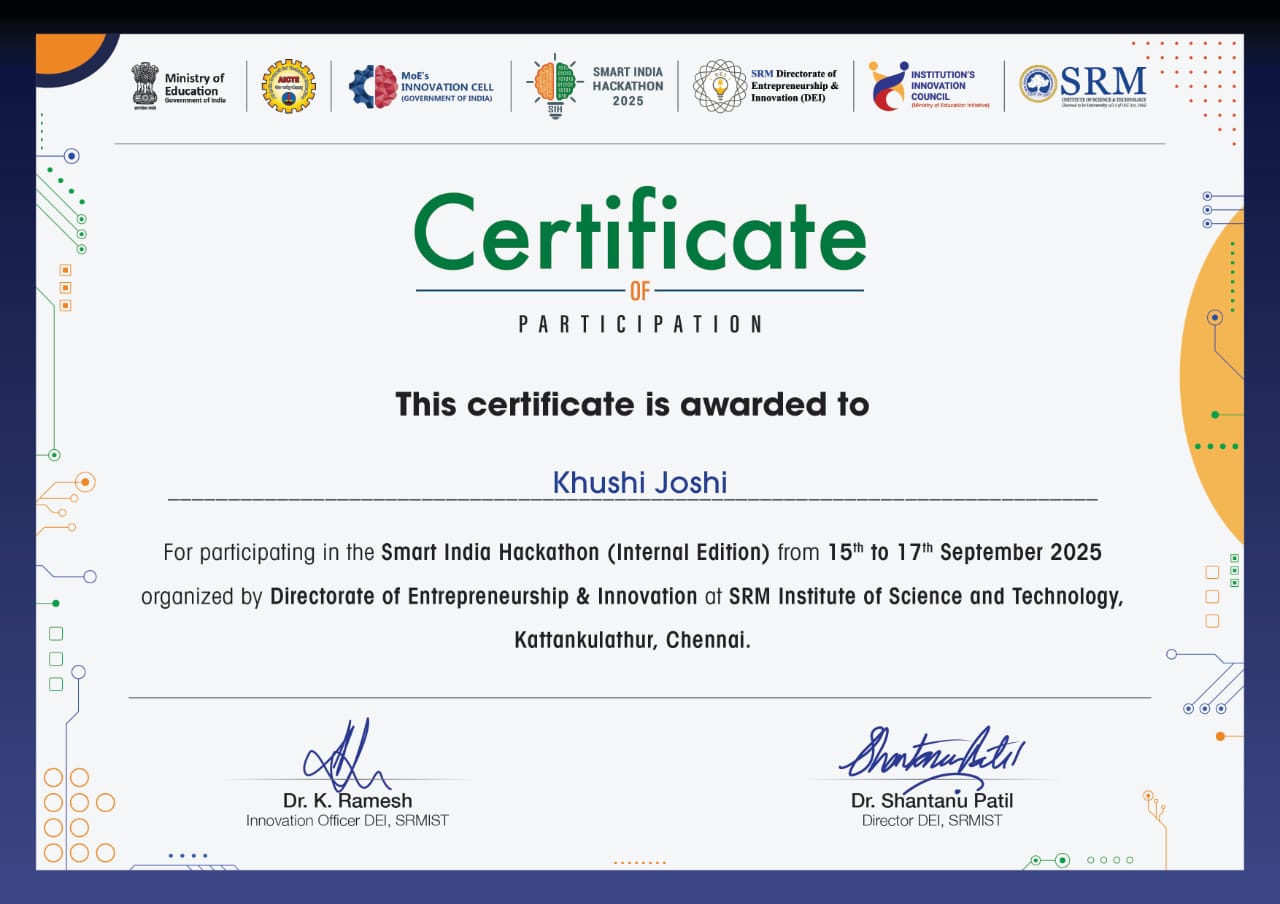 Ministry of
Education
Government of India
AICTE
MoE's
INNOVATION CELL
(GOVERNMENT OF INDIA)
SIH
SMART INDIA
HACKATHON
2025
DEI
SRM Directorate of
Entrepreneurship &
Innovation (DEI)
INSTITUTION'S
INNOVATION
COUNCIL
(Ministry of Education Initiative)
SRM
INSTITUTE OF SCIENCE & TECHNOLOGY
(Deemed to be University u/s 3 of UGC Act, 1956)
Certificate
OF
PARTICIPATION
This certificate is awarded to
Khushi Joshi
For participating in the Smart India Hackathon (Internal Edition) from 15th to 17th September 2025
organized by Directorate of Entrepreneurship & Innovation at SRM Institute of Science and Technology,
Kattankulathur, Chennai.
Shantanu Patil
Dr. K. Ramesh
Innovation Officer DEI, SRMIST
Dr. Shantanu Patil
Director DEI, SRMIST